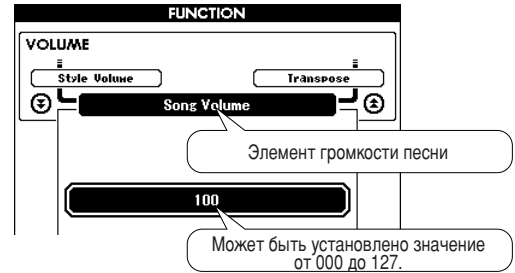 FUNCTION
VOLUME
Style Volume
Transpose
Song Volume
Элемент громкости песни
100
Может быть установлено значение
от 000 до 127.